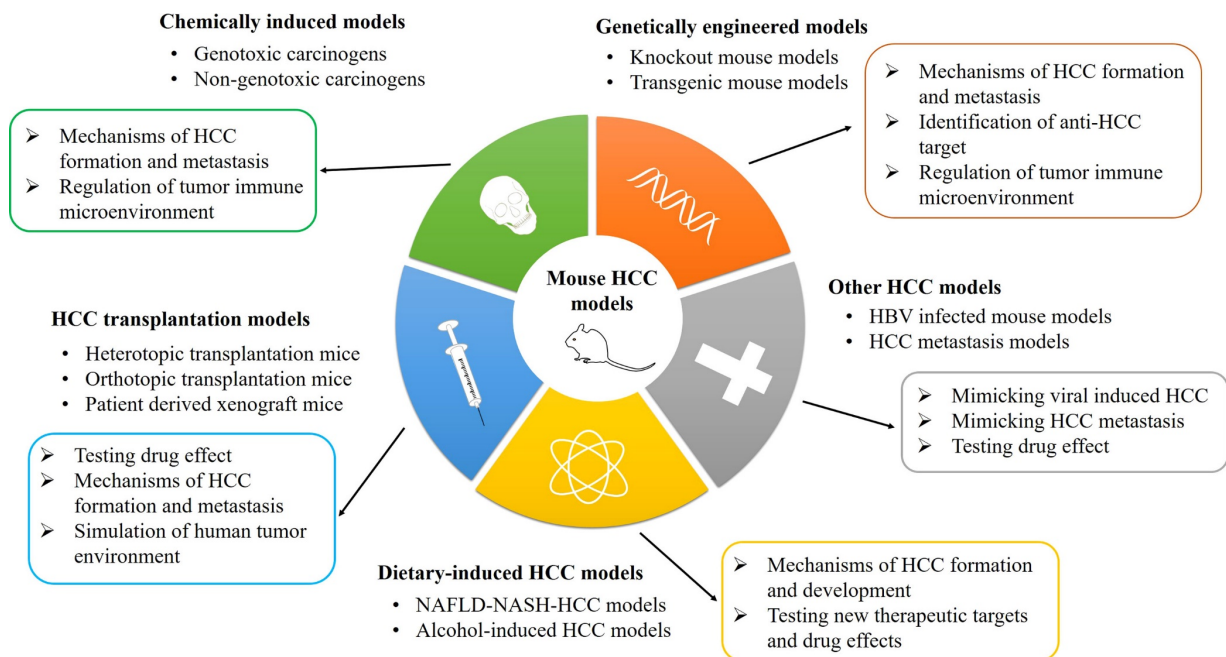 Chemically induced models
• Genotoxic carcinogens
• Non-genotoxic carcinogens
➢ Mechanisms of HCC
formation and metastasis
➢ Regulation of tumor immune
microenvironment
Genetically engineered models
• Knockout mouse models
• Transgenic mouse models
➢ Mechanisms of HCC formation
and metastasis
➢ Identification of anti-HCC
target
➢ Regulation of tumor immune
microenvironment
Mouse HCC
models
HCC transplantation models
• Heterotopic transplantation mice
• Orthotopic transplantation mice
• Patient derived xenograft mice
➢ Testing drug effect
➢ Mechanisms of HCC
formation and metastasis
➢ Simulation of human tumor
environment
Other HCC models
• HBV infected mouse models
• HCC metastasis models
➢ Mimicking viral induced HCC
➢ Mimicking HCC metastasis
➢ Testing drug effect
Dietary-induced HCC models
• NAFLD-NASH-HCC models
• Alcohol-induced HCC models
➢ Mechanisms of HCC formation
and development
➢ Testing new therapeutic targets
and drug effects